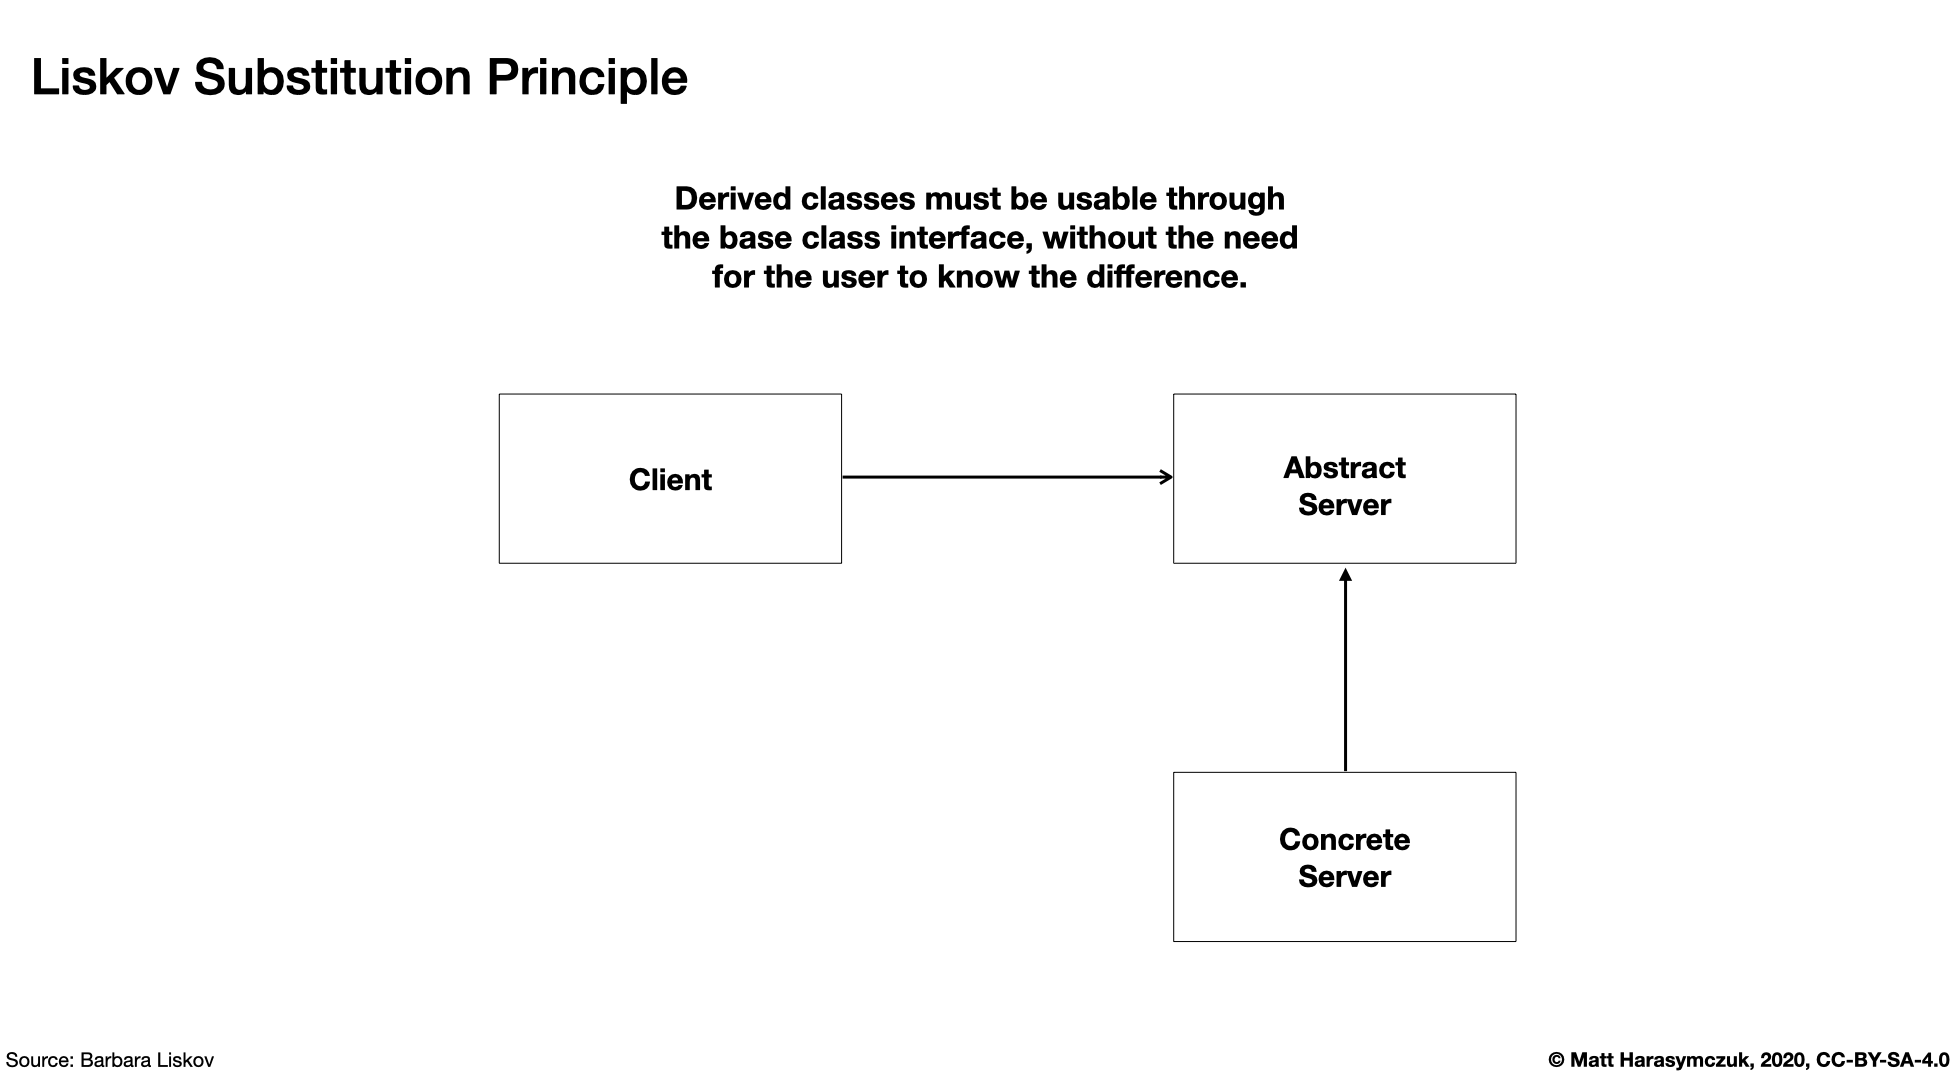 Liskov Substitution Principle
Derived classes must be usable through
the base class interface, without the need
for the user to know the difference.
Client
Abstract
Server
Concrete
Server
Source: Barbara Liskov
© Matt Harasymczuk, 2020, CC-BY-SA-4.0